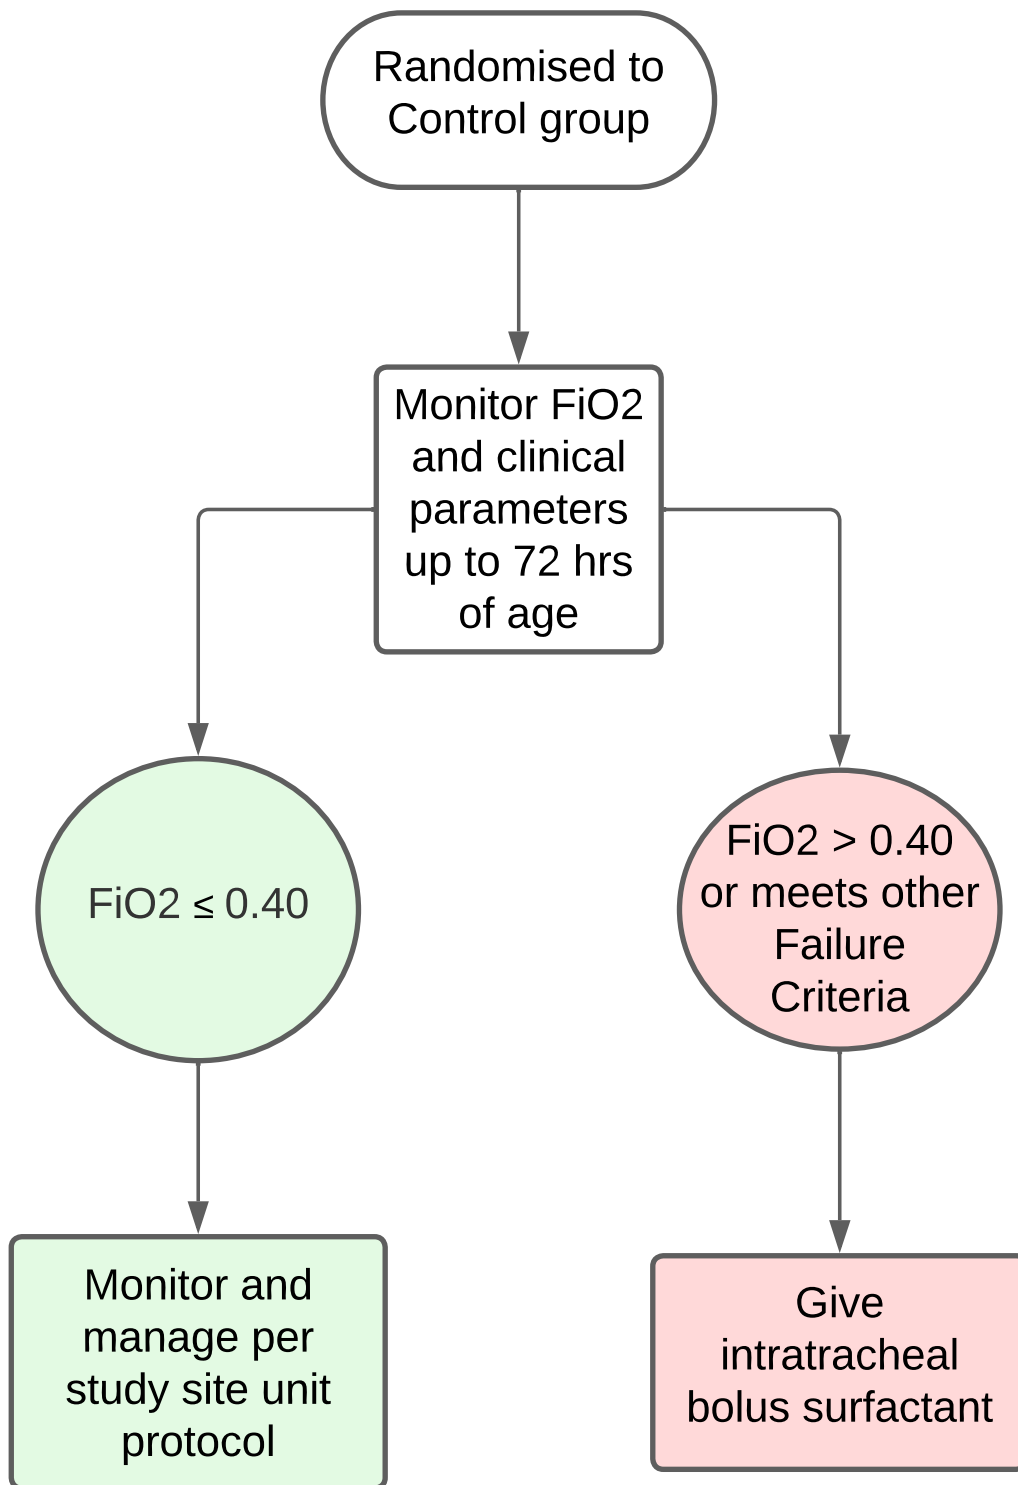 Randomised to
Control group
Monitor FiO2
and clinical
parameters
up to 72 hrs
of age
FiO2 ≤ 0.40
FiO2 > 0.40
or meets other
Failure
Criteria
Monitor and
manage per
study site unit
protocol
Give
intratracheal
bolus surfactant